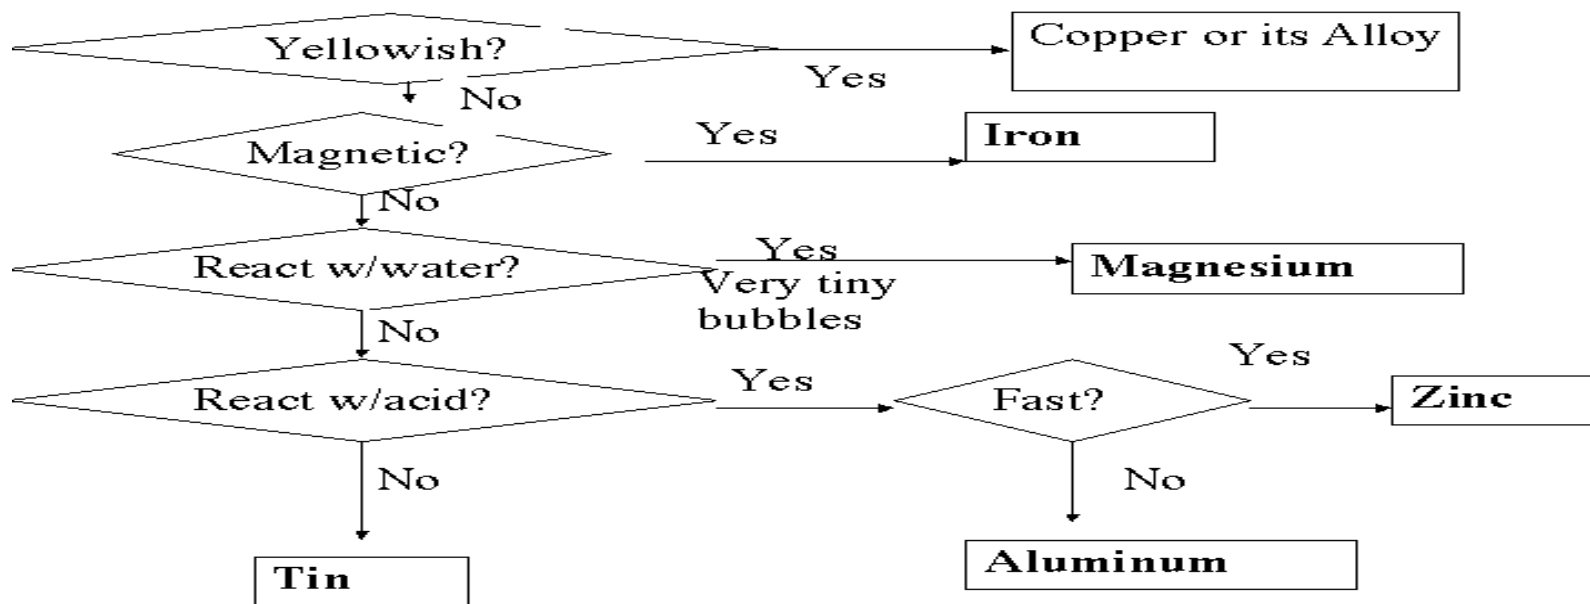 Yellowish?
Yes
Copper or its Alloy
No
Magnetic?
Yes
Iron
No
React w/water?
Yes
Very tiny
bubbles
Magnesium
No
React w/acid?
Yes
Fast?
Yes
Zinc
No
No
Tin
Aluminum